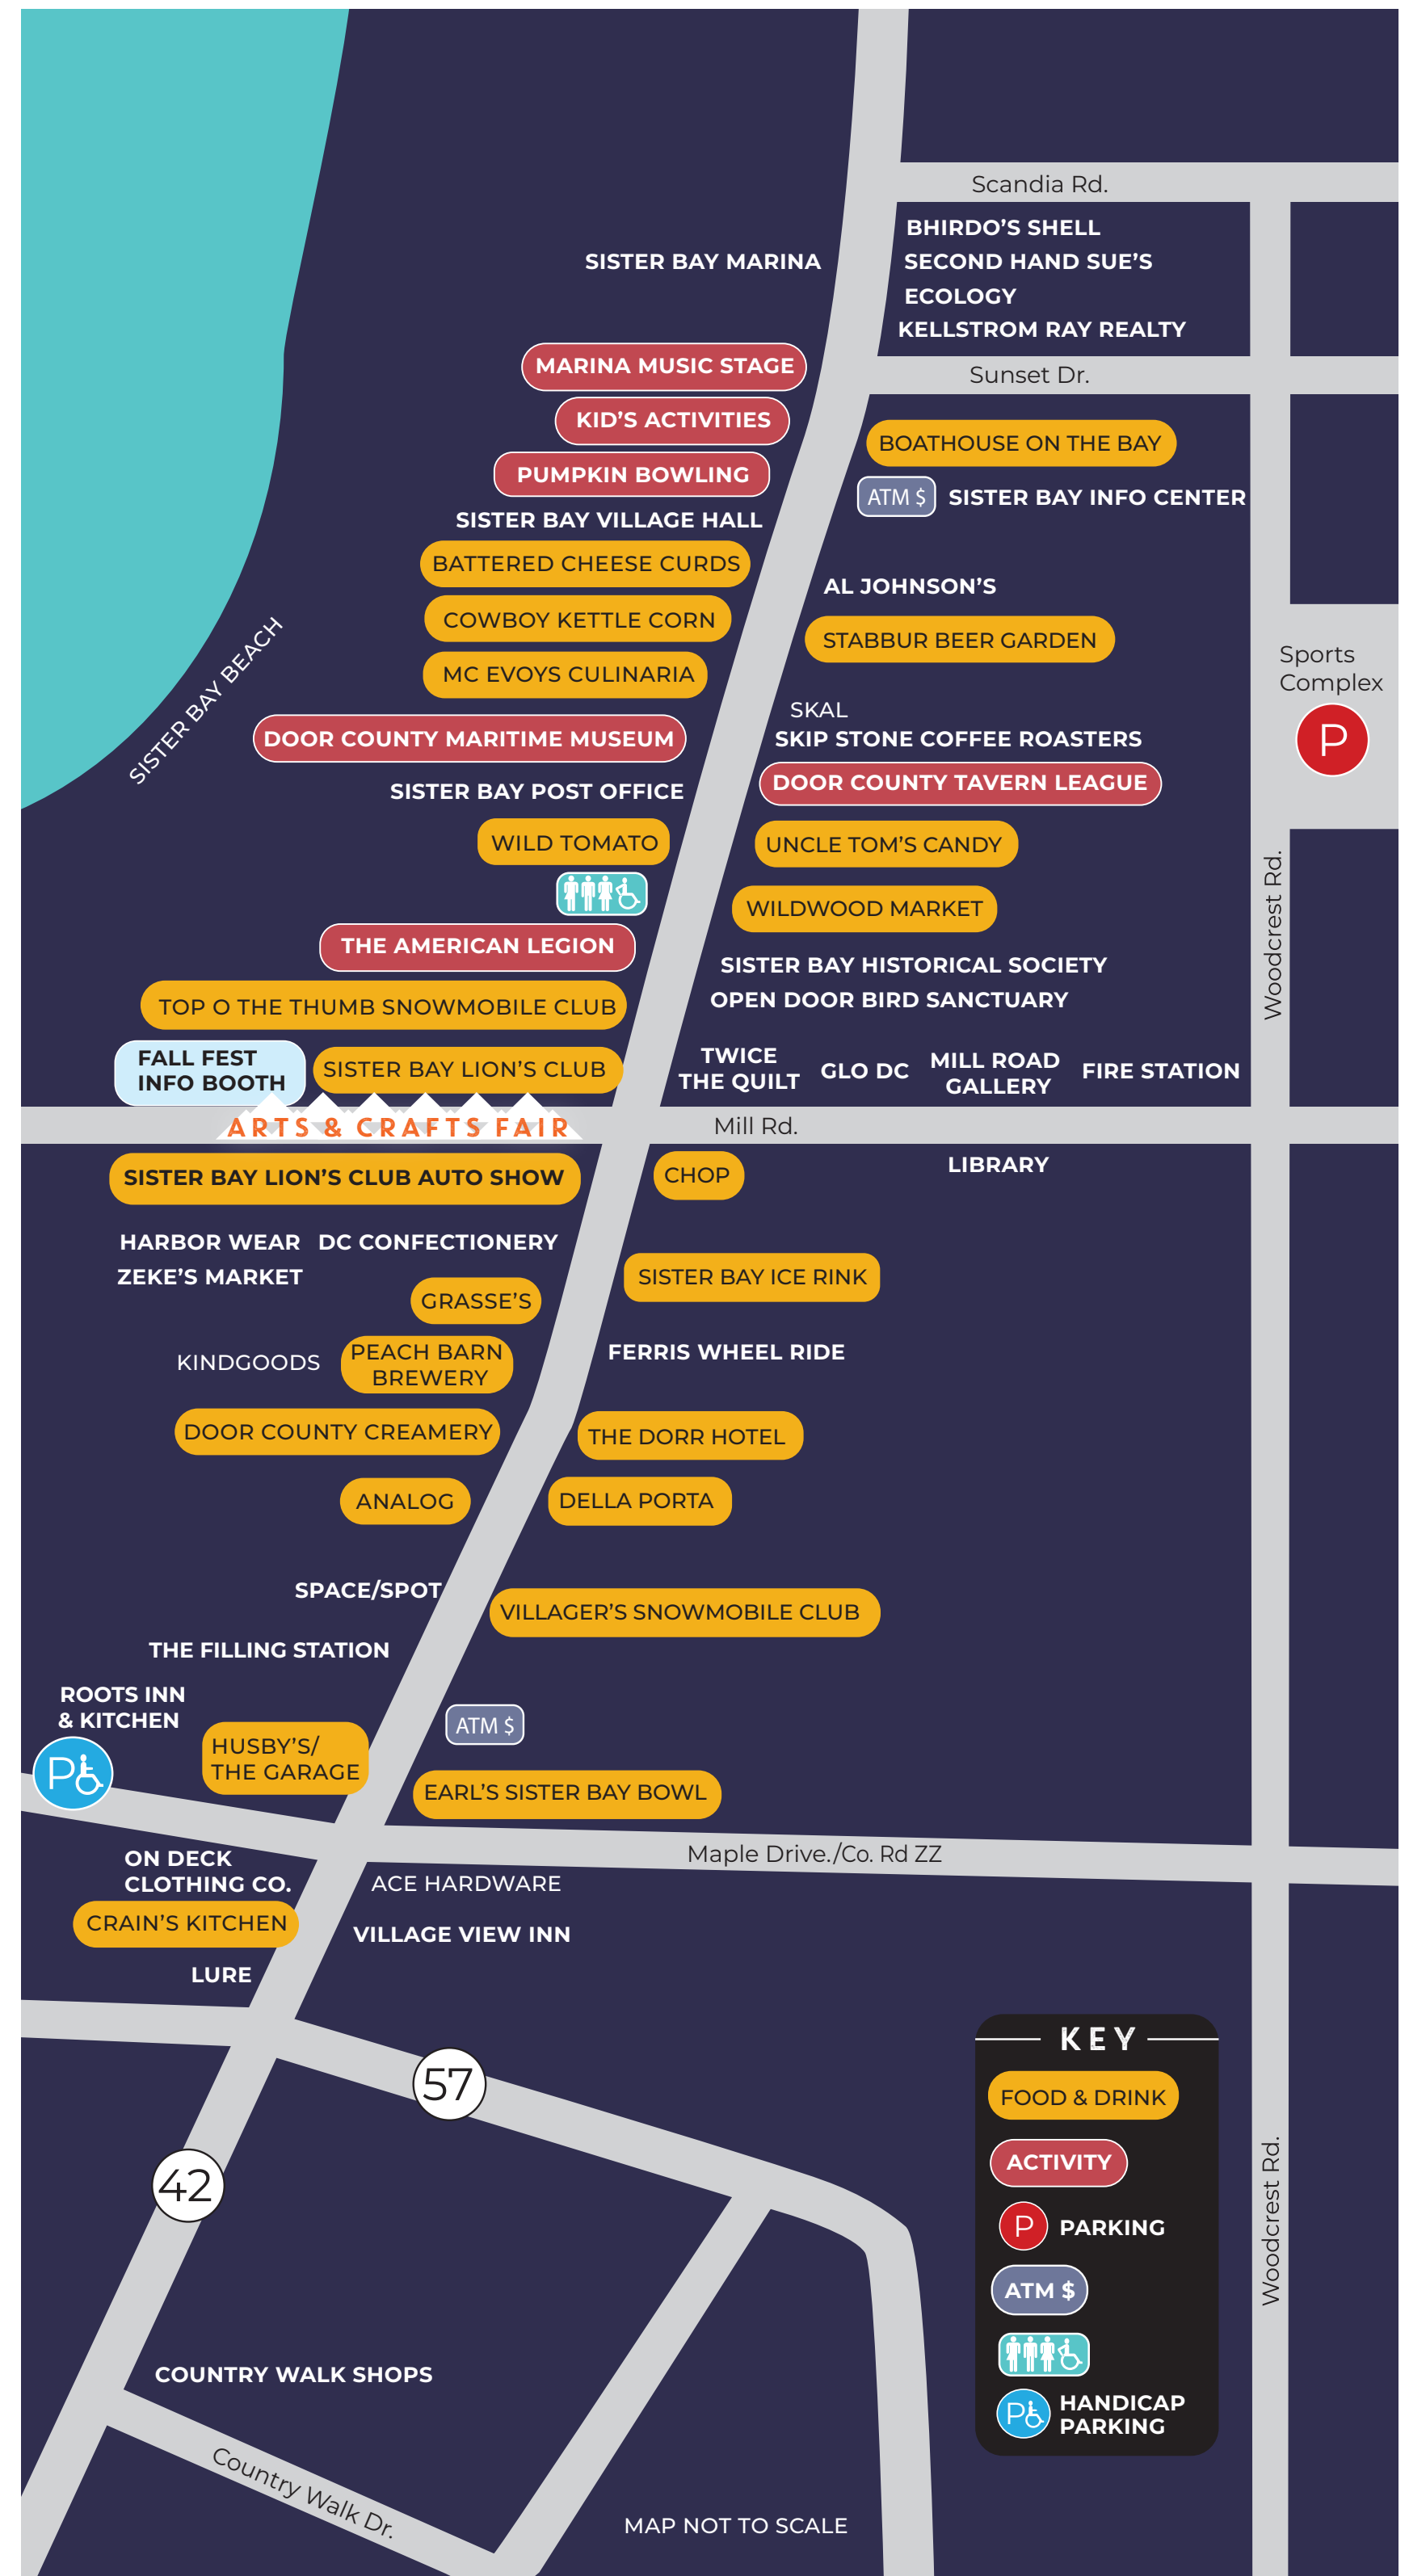 Scandia Rd.
BHIRDO'S SHELL
SISTER BAY MARINA
SECOND HAND SUE'S
ECOLOGY
KELLSTROM RAY REALTY
MARINA MUSIC STAGE
Sunset Dr.
KID'S ACTIVITIES
BOATHOUSE ON THE BAY
PUMPKIN BOWLING
ATM $
SISTER BAY INFO CENTER
SISTER BAY VILLAGE HALL
BATTERED CHEESE CURDS
AL JOHNSON'S
COWBOY KETTLE CORN
STABBUR BEER GARDEN
MC EVOYS CULINARIA
Sports
Complex
P
SISTER BAY BEACH
SKAL
DOOR COUNTY MARITIME MUSEUM
SKIP STONE COFFEE ROASTERS
DOOR COUNTY TAVERN LEAGUE
SISTER BAY POST OFFICE
WILD TOMATO
UNCLE TOM'S CANDY
WILDWOOD MARKET
Woodcrest Rd.
THE AMERICAN LEGION
SISTER BAY HISTORICAL SOCIETY
TOP O THE THUMB SNOWMOBILE CLUB
OPEN DOOR BIRD SANCTUARY
FALL FEST
INFO BOOTH
SISTER BAY LION'S CLUB
TWICE
THE QUILT
GLO DC
MILL ROAD
GALLERY
FIRE STATION
ARTS & CRAFTS FAIR
Mill Rd.
SISTER BAY LION'S CLUB AUTO SHOW
CHOP
LIBRARY
HARBOR WEAR
DC CONFECTIONERY
ZEKE'S MARKET
SISTER BAY ICE RINK
GRASSE'S
KINDGOODS
PEACH BARN
BREWERY
FERRIS WHEEL RIDE
DOOR COUNTY CREAMERY
THE DORR HOTEL
ANALOG
DELLA PORTA
SPACE/SPOT
VILLAGER'S SNOWMOBILE CLUB
THE FILLING STATION
ROOTS INN
& KITCHEN
P
HUSBY'S/
THE GARAGE
ATM $
EARL'S SISTER BAY BOWL
Maple Drive./Co. Rd ZZ
ON DECK
CLOTHING CO.
ACE HARDWARE
CRAIN'S KITCHEN
VILLAGE VIEW INN
LURE
57
42
KEY
FOOD & DRINK
ACTIVITY
P
PARKING
ATM $
P
HANDICAP
PARKING
Woodcrest Rd.
COUNTRY WALK SHOPS
Country Walk Dr.
MAP NOT TO SCALE